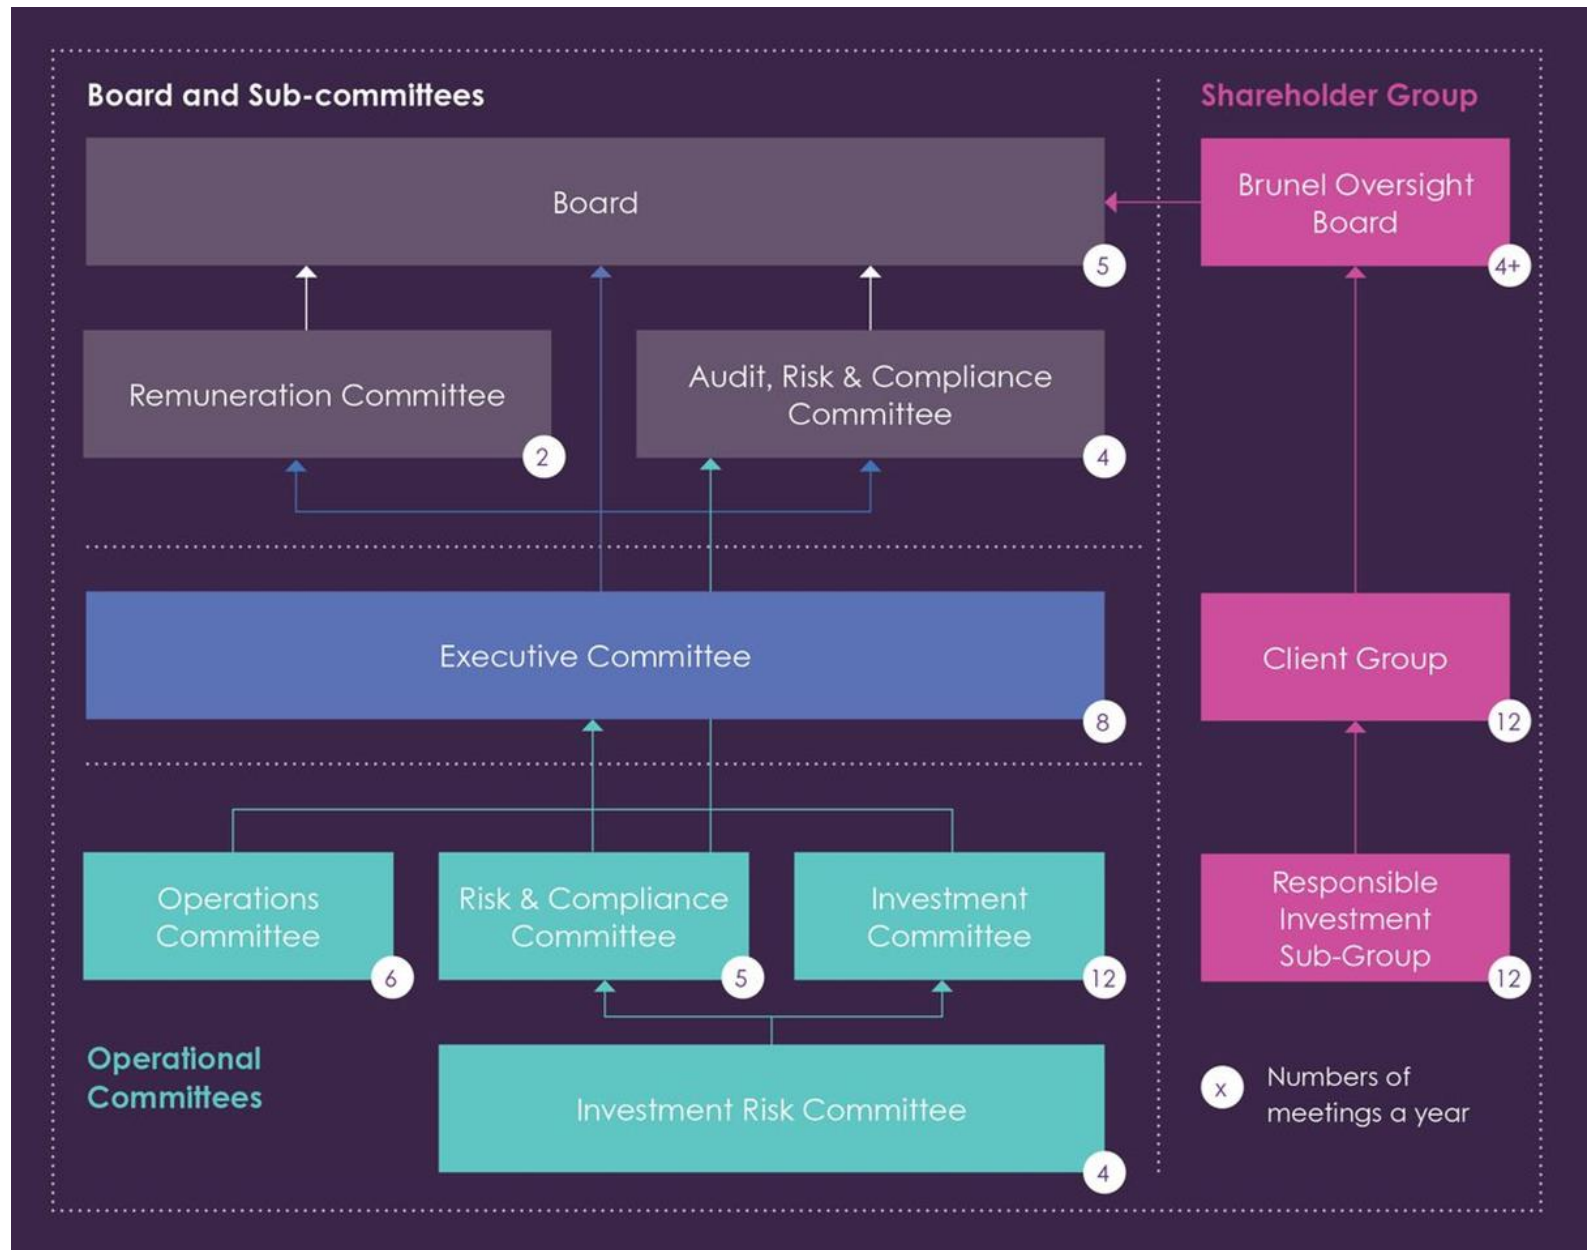 Board and Sub-committees
Shareholder Group
Board
5
Brunel Oversight
Board
4+
Remuneration Committee
2
Audit, Risk & Compliance
Committee
4
Executive Committee
8
Client Group
12
Operations
Committee
6
Risk & Compliance
Committee
5
Investment
Committee
12
Responsible
Investment
Sub-Group
12
Operational
Committees
Investment Risk Committee
4
x
Numbers of
meetings a year